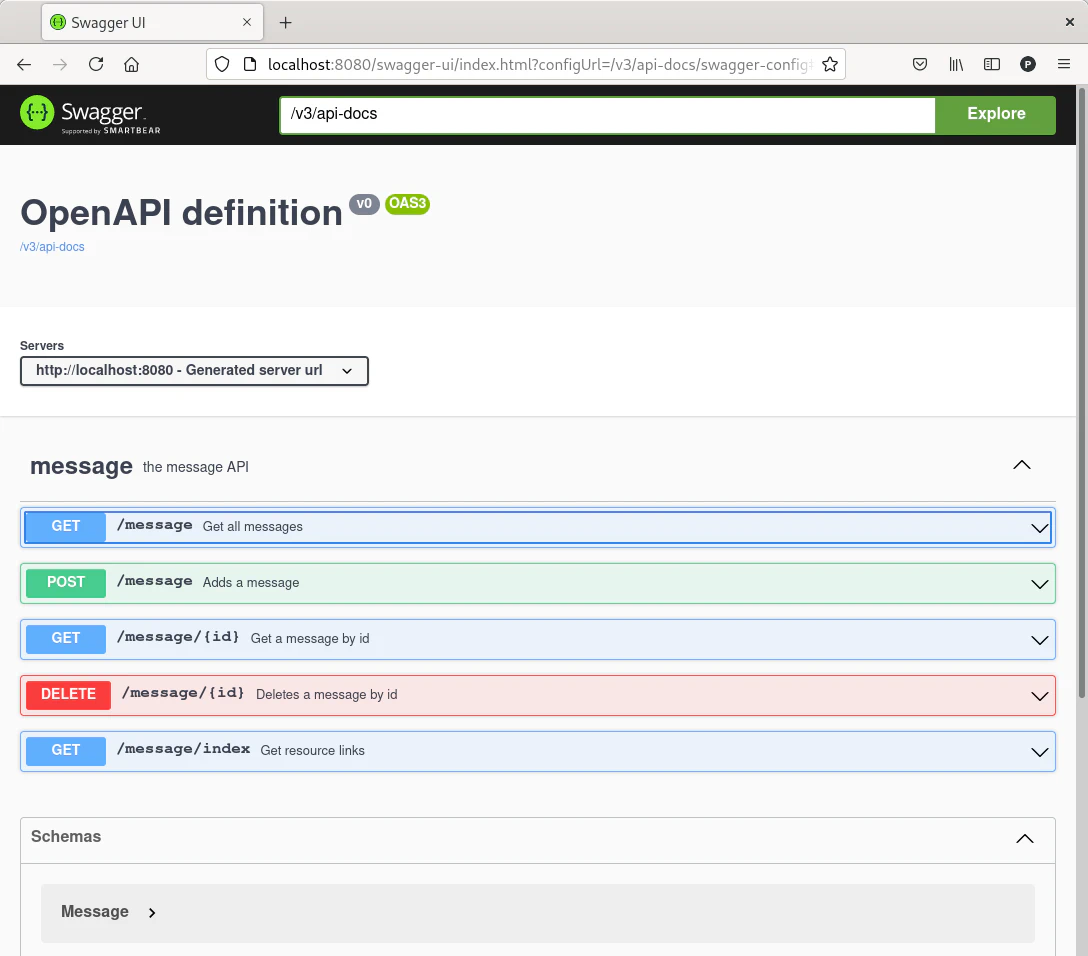 Swagger UI
localhost:8080/swagger-ui/index.html?configUrl=/v3/api-docs/swagger-config
P
Swagger
Supported by SMARTBEAR
/v3/api-docs
Explore
OpenAPI definition v0 OAS3
/v3/api-docs
Servers
http://localhost:8080 - Generated server url
message the message API
GET /message Get all messages
POST /message Adds a message
GET /message/{id} Get a message by id
DELETE /message/{id} Deletes a message by id
GET /message/index Get resource links
Schemas
Message